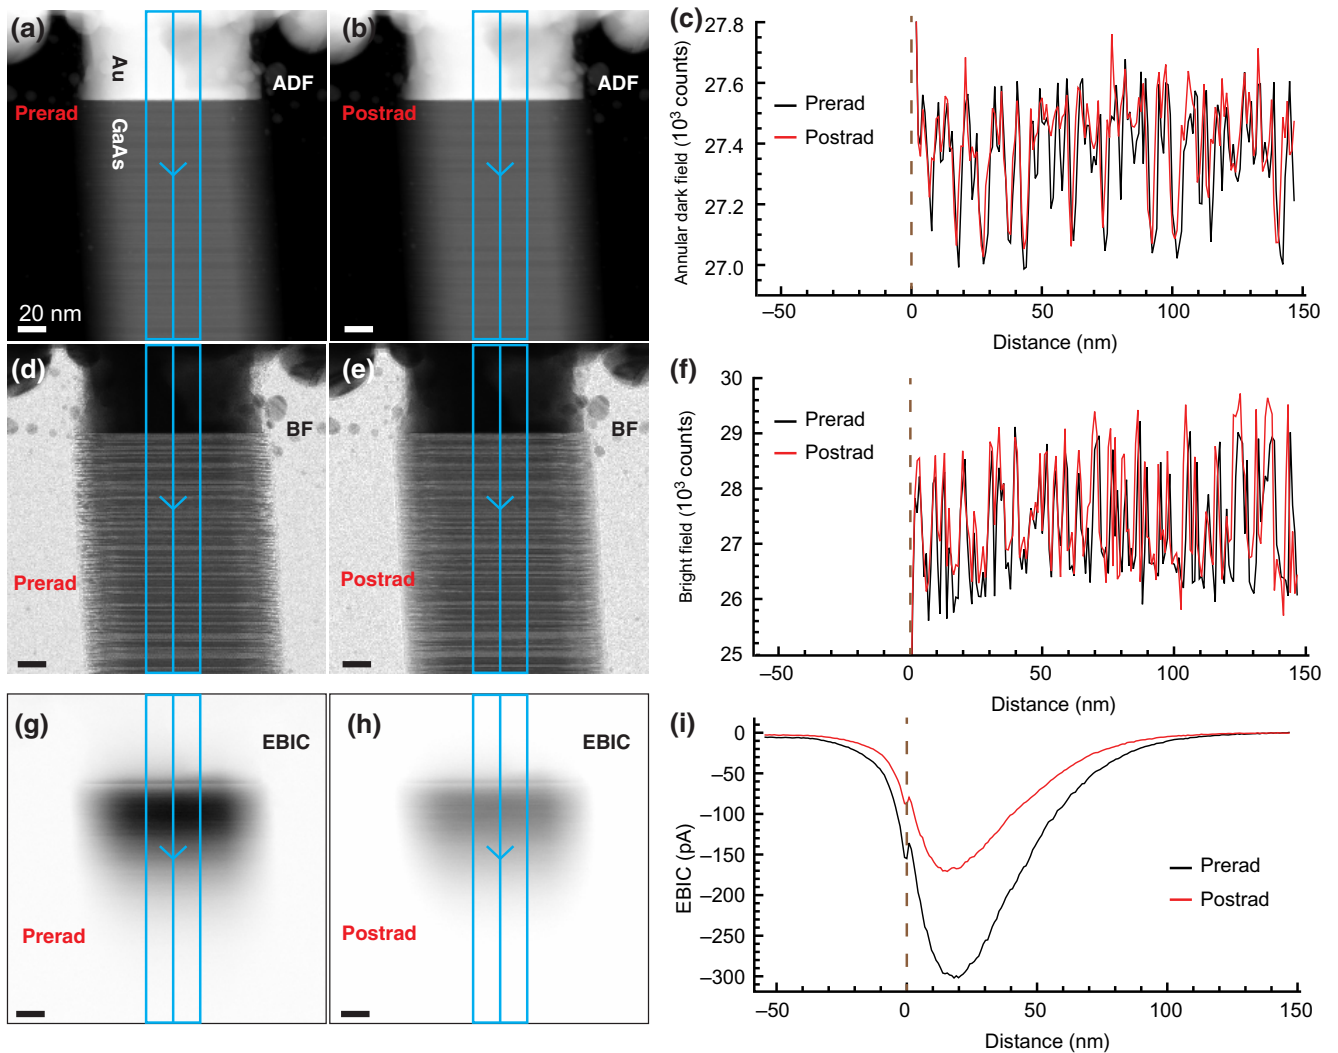 (a)
Au
ADF
Prerad
GaAs
20 nm
(b)
ADF
Postrad
(c)
Annular dark field (10³ counts)
27.8
27.6
27.4
27.2
27.0
Prerad
Postrad
–50
0
50
100
150
Distance (nm)
(d)
BF
Prerad
(e)
BF
Postrad
(f)
Bright field (10³ counts)
30
29
28
27
26
25
Prerad
Postrad
–50
0
50
100
150
Distance (nm)
(g)
EBIC
Prerad
(h)
EBIC
Postrad
(i)
EBIC (pA)
0
–50
–100
–150
–200
–250
–300
Prerad
Postrad
–50
0
50
100
150
Distance (nm)